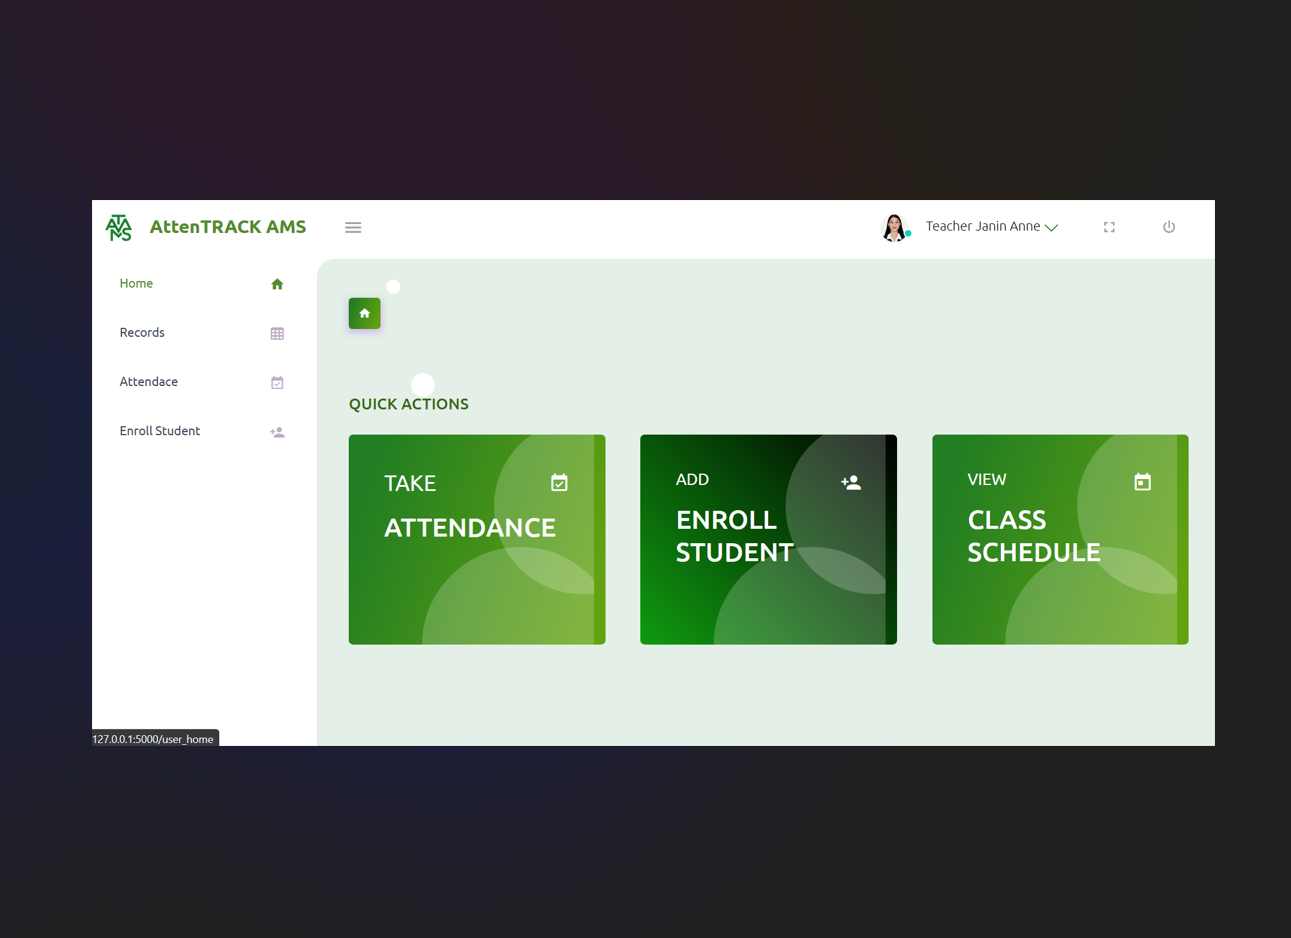 AttenTRACK AMS
Teacher Janin Anne
Home
Records
Attendace
Enroll Student
QUICK ACTIONS
TAKE
ATTENDANCE
ADD
ENROLL
STUDENT
VIEW
CLASS
SCHEDULE
127.0.0.1:5000/user_home